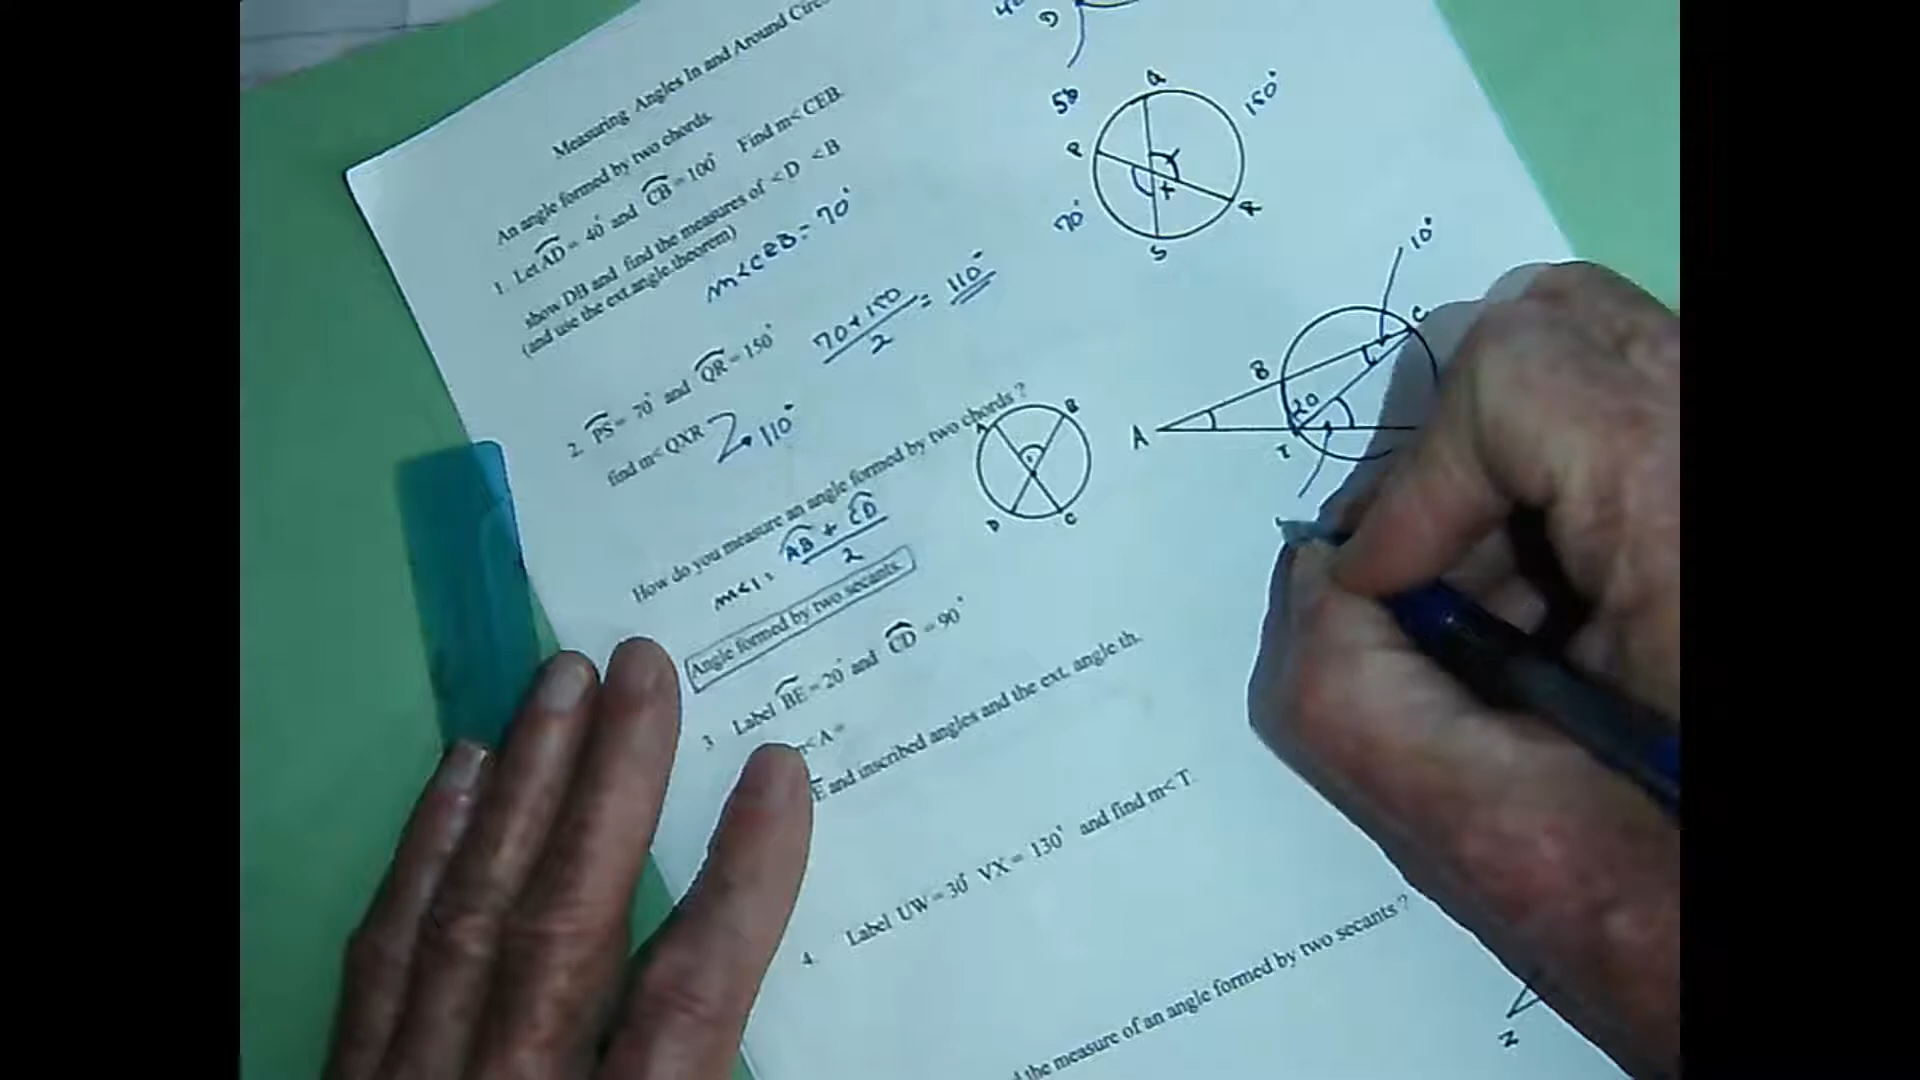 Measuring Angles In and Around
An angle formed by two chords.
1. Let AD = 40° and CB = 100° Find m< CEB.
show DB and find the measures of <D <B
(and use the ext.angle.theorem)
m<CEB = 70°
2. PS = 70° and QR = 150°
find m< QXR
110°
70 + 150
2
= 110°
How do you measure an angle formed by two chords ?
m<1 =
AB + CD
2
A
B
C
D
1
Angle formed by two secants.
3 Label BE = 20° and CD = 90°
< A =
E and inscribed angles and the ext. angle th.
4. Label UW = 30° VX = 130° and find m< T.
the measure of an angle formed by two secants ?
D
Q
150°
50
P
X
R
70°
S
10°
C
B
20
A
Z